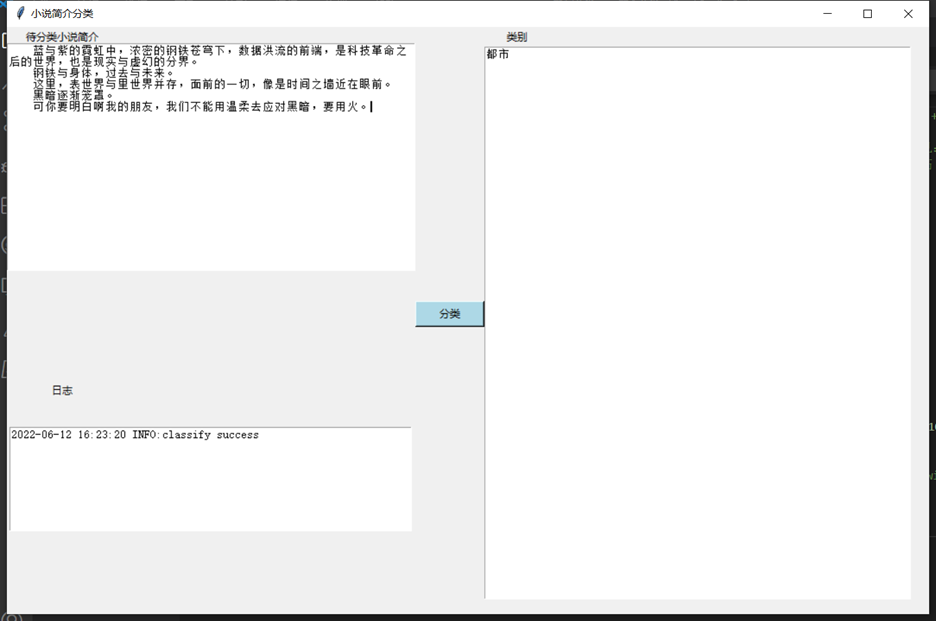 小说简介分类
待分类小说简介
蓝与紫的霓虹中，浓密的钢铁苍穹下，数据洪流的前端，是科技革命之
后的世界，也是现实与虚幻的分界。
钢铁与身体，过去与未来。
这里，表世界与里世界并存，面前的一切，像是时间之墙近在眼前。
黑暗逐渐笼罩。
可你要明白啊我的朋友，我们不能用温柔去应对黑暗，要用火。
类别
都市
分类
日志
2022-06-12 16:23:20 INFO:classify success